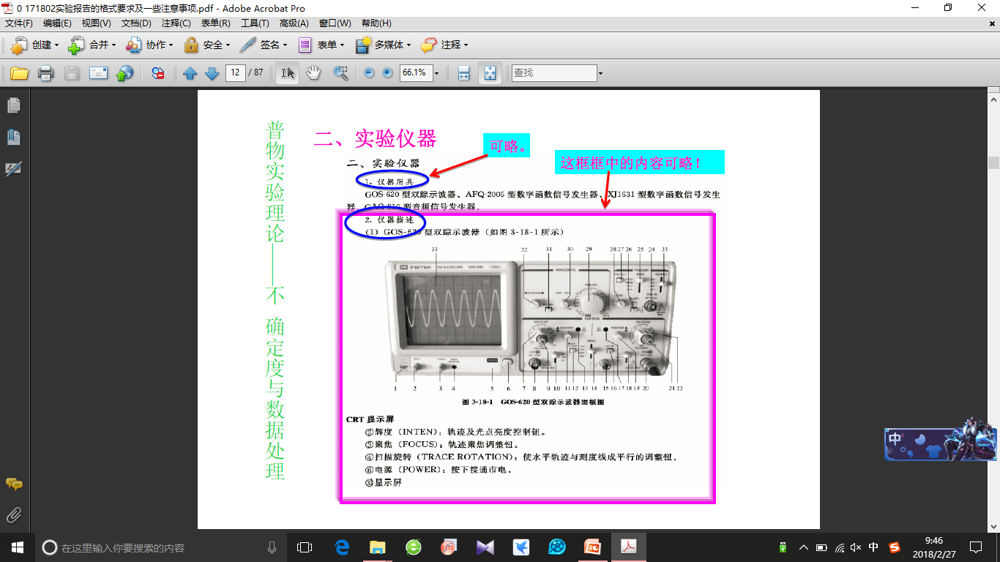 0 171802实验报告的格式要求及一些注意事项.pdf - Adobe Acrobat Pro
文件(F) 编辑(E) 视图(V) 文档(D) 注释(C) 表单(R) 工具(T) 高级(A) 窗口(W) 帮助(H)
创建 合并 协作 安全 签名 表单 多媒体 注释
12 / 87 66.1% 查找
普物实验理论——不 确定度与数据处理
二、实验仪器
可略。
这框框中的内容可略!
二、实验仪器
1. 仪器用具
GOS-620 型双踪示波器、AFQ-2005 型数字函数信号发生器、XJ1631 型数字函数信号发生
器、GAG-810 型音频信号发生器。
2. 仪器描述
(1) GOS-620 型双踪示波器（如图 3-18-1 所示）
33 32 31 30 29 28 27 26 25 24 23
INSTEK OSCILLOSCOPE GOS-620
HORIZONTAL TRIGGER
POSITION
VERTICAL
POSITION POSITION
1 2 3 4 5 6 7 8 9 10 11 12 13 14 15 16 17 18 19 20 21 22
图 3-18-1 GOS-620 型双踪示波器面板图
CRT 显示屏
②辉度（INTEN）：轨迹及光点亮度控制钮。
③聚焦（FOCUS）：轨迹聚焦调整钮。
④扫描旋转（TRACE ROTATION）：使水平轨迹与刻度线成平行的调整钮。
⑥电源（POWER）：按下接通市电。
㉝显示屏
中
在这里输入你要搜索的内容
中
9:46
2018/2/27